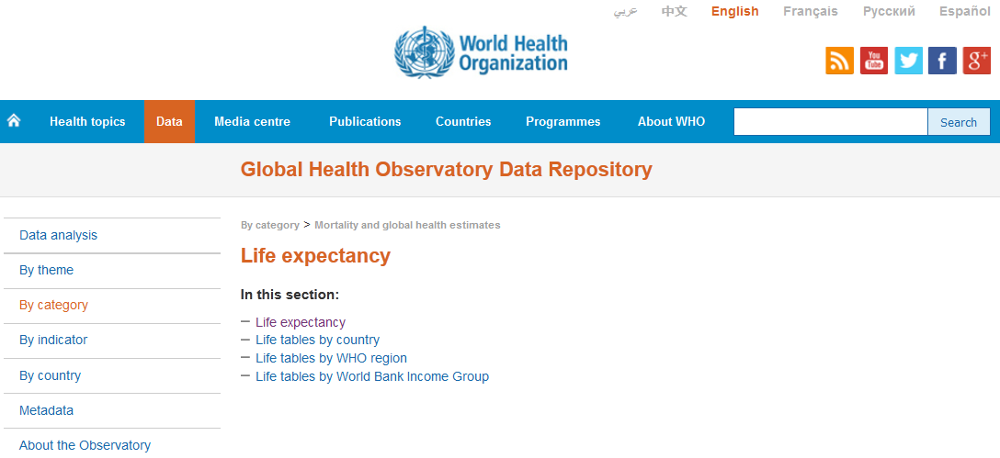 عربي 中文 English Français Русский Español
World Health
Organization
You
Tube
f
g+
Health topics Data Media centre Publications Countries Programmes About WHO Search
Global Health Observatory Data Repository
By category > Mortality and global health estimates
Life expectancy
In this section:
– Life expectancy
– Life tables by country
– Life tables by WHO region
– Life tables by World Bank Income Group
Data analysis
By theme
By category
By indicator
By country
Metadata
About the Observatory